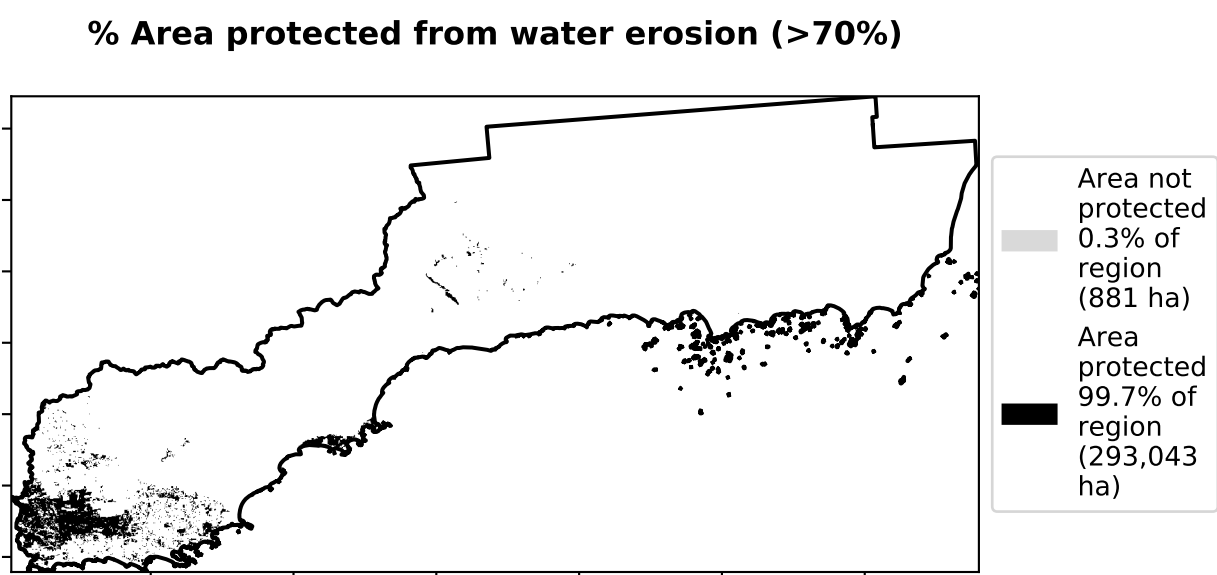 % Area protected from water erosion (>70%)
Area not
protected
0.3% of
region
(881 ha)
Area
protected
99.7% of
region
(293,043
ha)